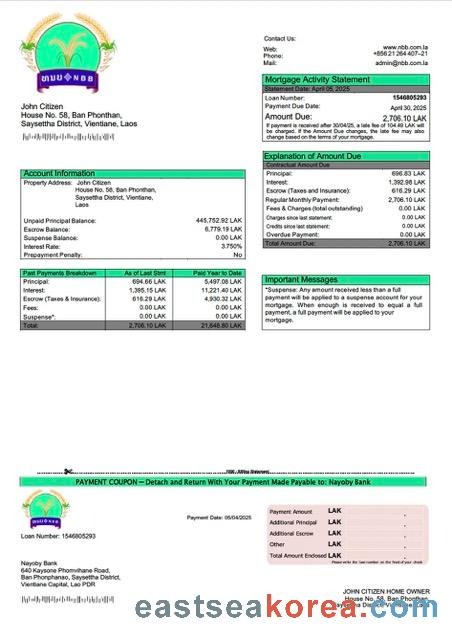 Contact Us:
Web: www.nbb.com.la
Phone: +856 21 264 407–21
Mail: admin@nbb.com.la
NBB
John Citizen
House No. 58, Ban Phonthan,
Saysettha District, Vientiane, Laos
Mortgage Activity Statement
Statement Date: April 05, 2025
Loan Number: 1546805293
Payment Due Date: April 30, 2025
Amount Due: 2,706.10 LAK
If payment is received after 30/04/25, a late fee of 104.49 LAK will
be charged. If the Amount Due changes, the late fee may also
change based on the terms of the mortgage.
Explanation of Amount Due
Contractual Amount Due
Principal: 696.83 LAK
Interest: 1,392.98 LAK
Escrow (Taxes and Insurance): 616.29 LAK
Regular Monthly Payment: 2,706.10 LAK
Fees & Charges (total outstanding) 0.00 LAK
Charges since last statement: 0.00 LAK
Credits since last statement: 0.00 LAK
Overdue Payment: 0.00 LAK
Total Amount Due: 2,706.10 LAK
Account Information
Property Address: John Citizen
House No. 58, Ban Phonthan,
Saysettha District, Vientiane,
Laos
Unpaid Principal Balance: 445,752.92 LAK
Escrow Balance: 6,779.19 LAK
Suspense Balance: 0.00 LAK
Interest Rate: 3.750%
Prepayment Penalty: No
Past Payments Breakdown As of Last Stmt Paid Year to Date
Principal: 694.66 LAK 5,497.08 LAK
Interest: 1,395.15 LAK 11,221.40 LAK
Escrow (Taxes & Insurance): 616.29 LAK 4,930.32 LAK
Fees: 0.00 LAK 0.00 LAK
Suspense*: 0.00 LAK 0.00 LAK
Total: 2,706.10 LAK 21,648.80 LAK
Important Messages
*Suspense: Any amount received less than a full
payment will be applied to a suspense account for your
mortgage. When enough is received to equal a full
payment, a full payment will be applied to your
mortgage.
PAYMENT COUPON — Detach and Return With Your Payment Made Payable to: Nayoby Bank
NBB
Payment Date: 05/04/2025
Loan Number: 1546805293
Payment Amount LAK .
Additional Principal LAK .
Additional Escrow LAK .
Other LAK .
Total Amount Enclosed LAK .
Please write the loan number on the front of your check
Nayoby Bank
640 Kaysone Phomvihane Road,
Ban Phonphanao, Saysettha District,
Vientiane Capital, Lao PDR
JOHN CITIZEN HOME OWNER
House No. 58, Ban Phonthan,
Saysettha District, Vientiane, Laos
eastseakorea.com